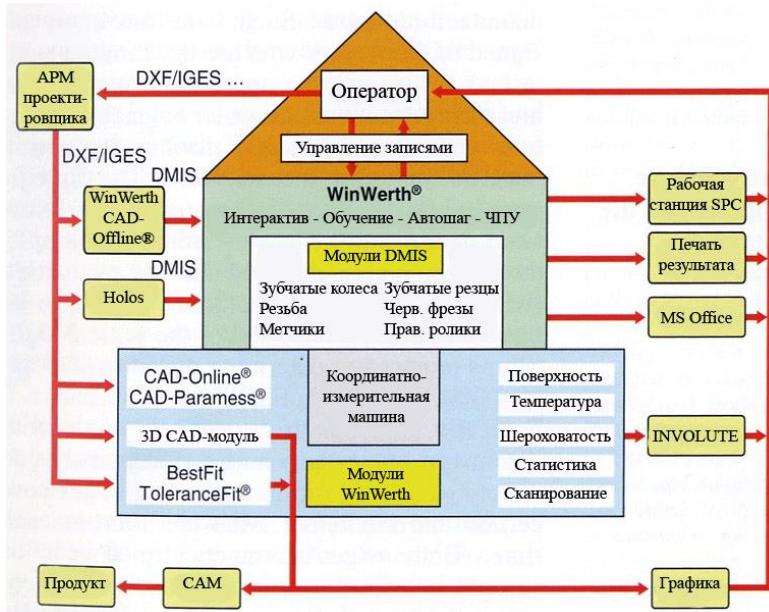 АРМ
проекти-
ровщика
DXF/IGES ...
Оператор
Управление записями
DXF/IGES
DMIS
WinWerth
CAD-
Offline®
WinWerth®
Интерактив - Обучение - Автошаг - ЧПУ
Рабочая
станция SPC
Модули DMIS
Печать
результата
DMIS
Holos
Зубчатые колеса
Резьба
Метчики
Зубчатые резцы
Черв. фрезы
Прав. ролики
MS Office
CAD-Online®
CAD-Paramess®
Координатно-
измерительная
машина
Поверхность
Температура
3D CAD-модуль
Шероховатость
INVOLUTE
BestFit
ToleranceFit®
Модули
WinWerth
Статистика
Сканирование
Продукт
CAM
Графика